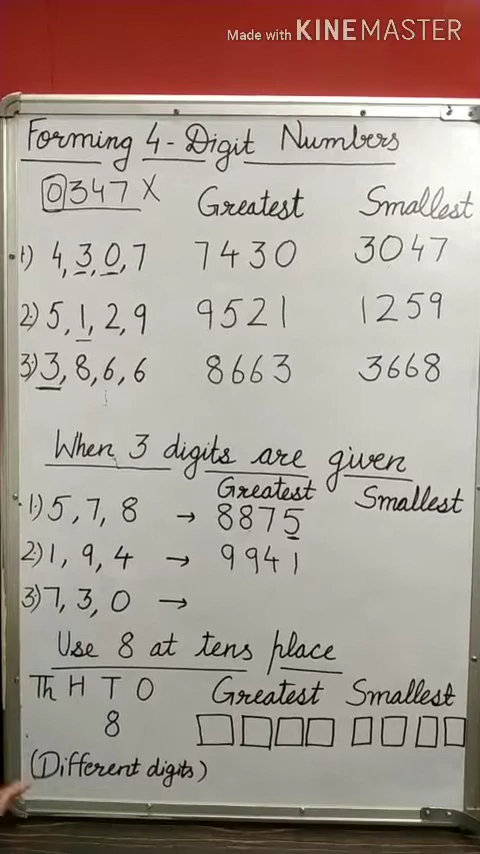 Made with KINEMASTER
Forming 4-Digit Numbers
0347 X
Greatest Smallest
1) 4, 3, 0, 7 7430 3047
2) 5, 1, 2, 9 9521 1259
3) 3, 8, 6, 6 8663 3668
When 3 digits are given
Greatest Smallest
1) 5, 7, 8 → 8875
2) 1, 9, 4 → 9941
3) 7, 3, 0 →
Use 8 at tens place
Th H T O Greatest Smallest
8
(Different digits)